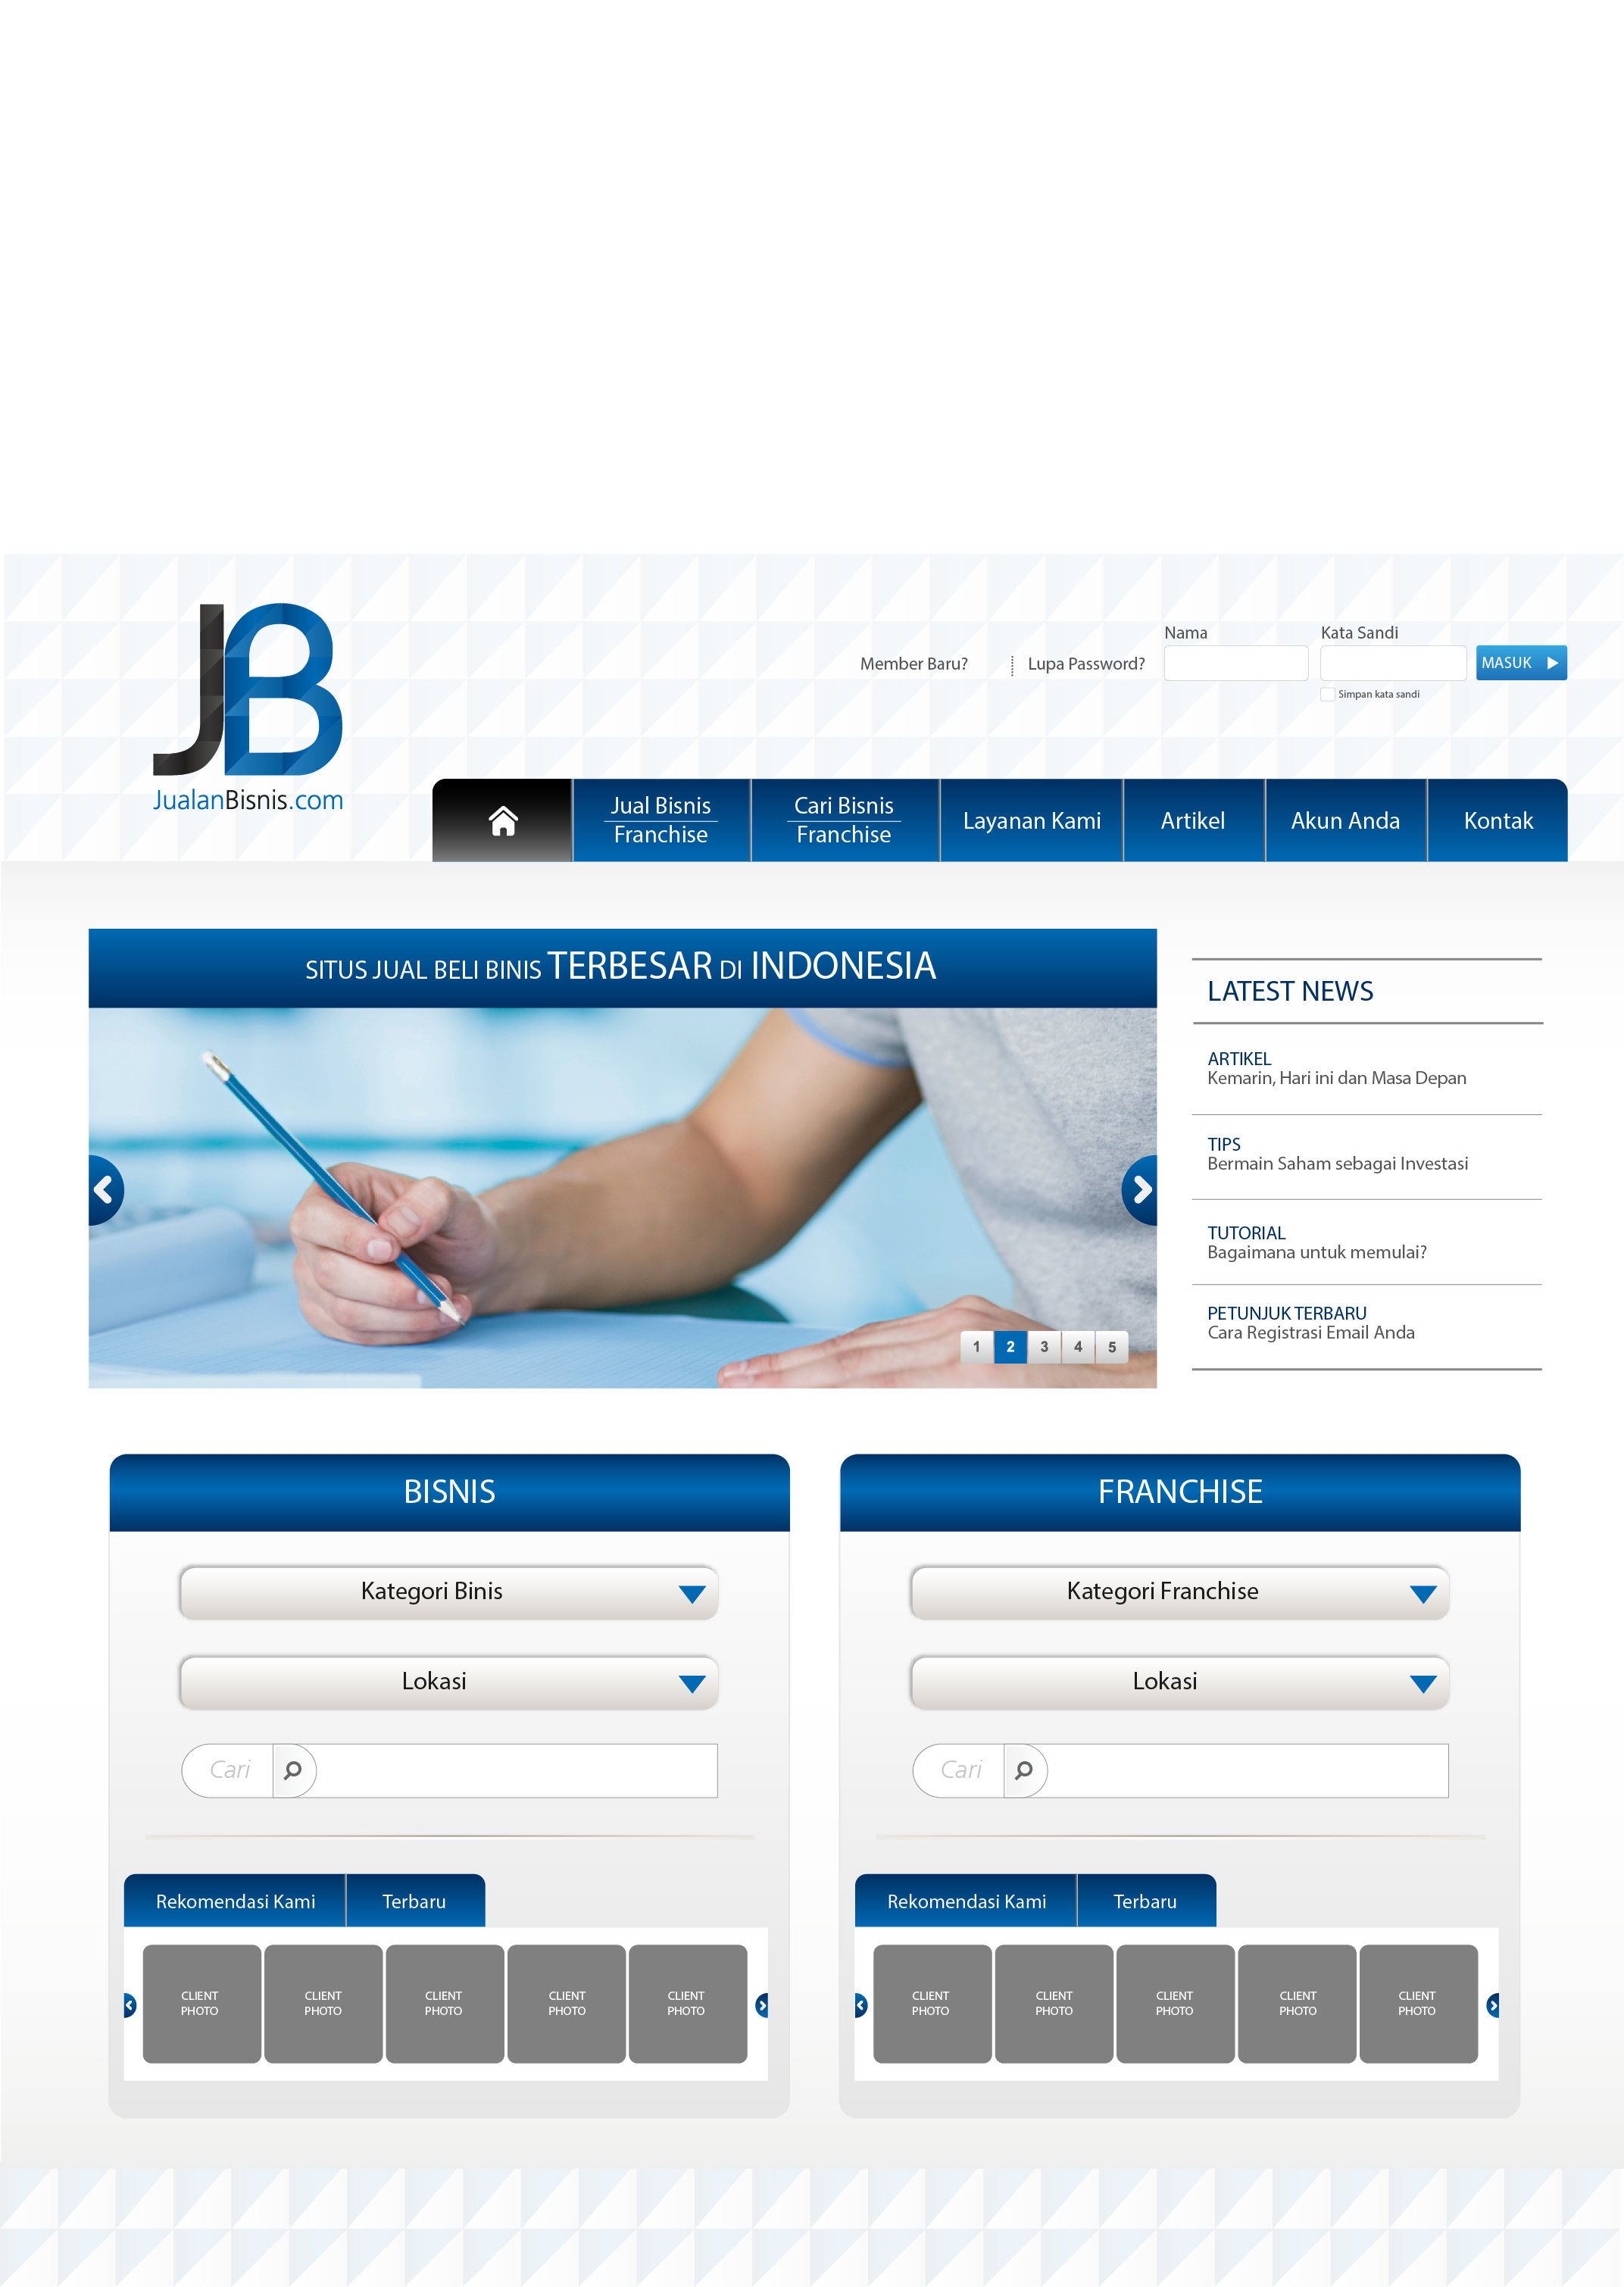 JB
JualanBisnis.com
Member Baru?
Lupa Password?
Nama
Kata Sandi
MASUK
Simpan kata sandi
Jual Bisnis
Franchise
Cari Bisnis
Franchise
Layanan Kami
Artikel
Akun Anda
Kontak
SITUS JUAL BELI BINIS TERBESAR DI INDONESIA
1 2 3 4 5
LATEST NEWS
ARTIKEL
Kemarin, Hari ini dan Masa Depan
TIPS
Bermain Saham sebagai Investasi
TUTORIAL
Bagaimana untuk memulai?
PETUNJUK TERBARU
Cara Registrasi Email Anda
BISNIS
Kategori Binis
Lokasi
Cari
Rekomendasi Kami
Terbaru
CLIENT
PHOTO
CLIENT
PHOTO
CLIENT
PHOTO
CLIENT
PHOTO
CLIENT
PHOTO
FRANCHISE
Kategori Franchise
Lokasi
Cari
Rekomendasi Kami
Terbaru
CLIENT
PHOTO
CLIENT
PHOTO
CLIENT
PHOTO
CLIENT
PHOTO
CLIENT
PHOTO